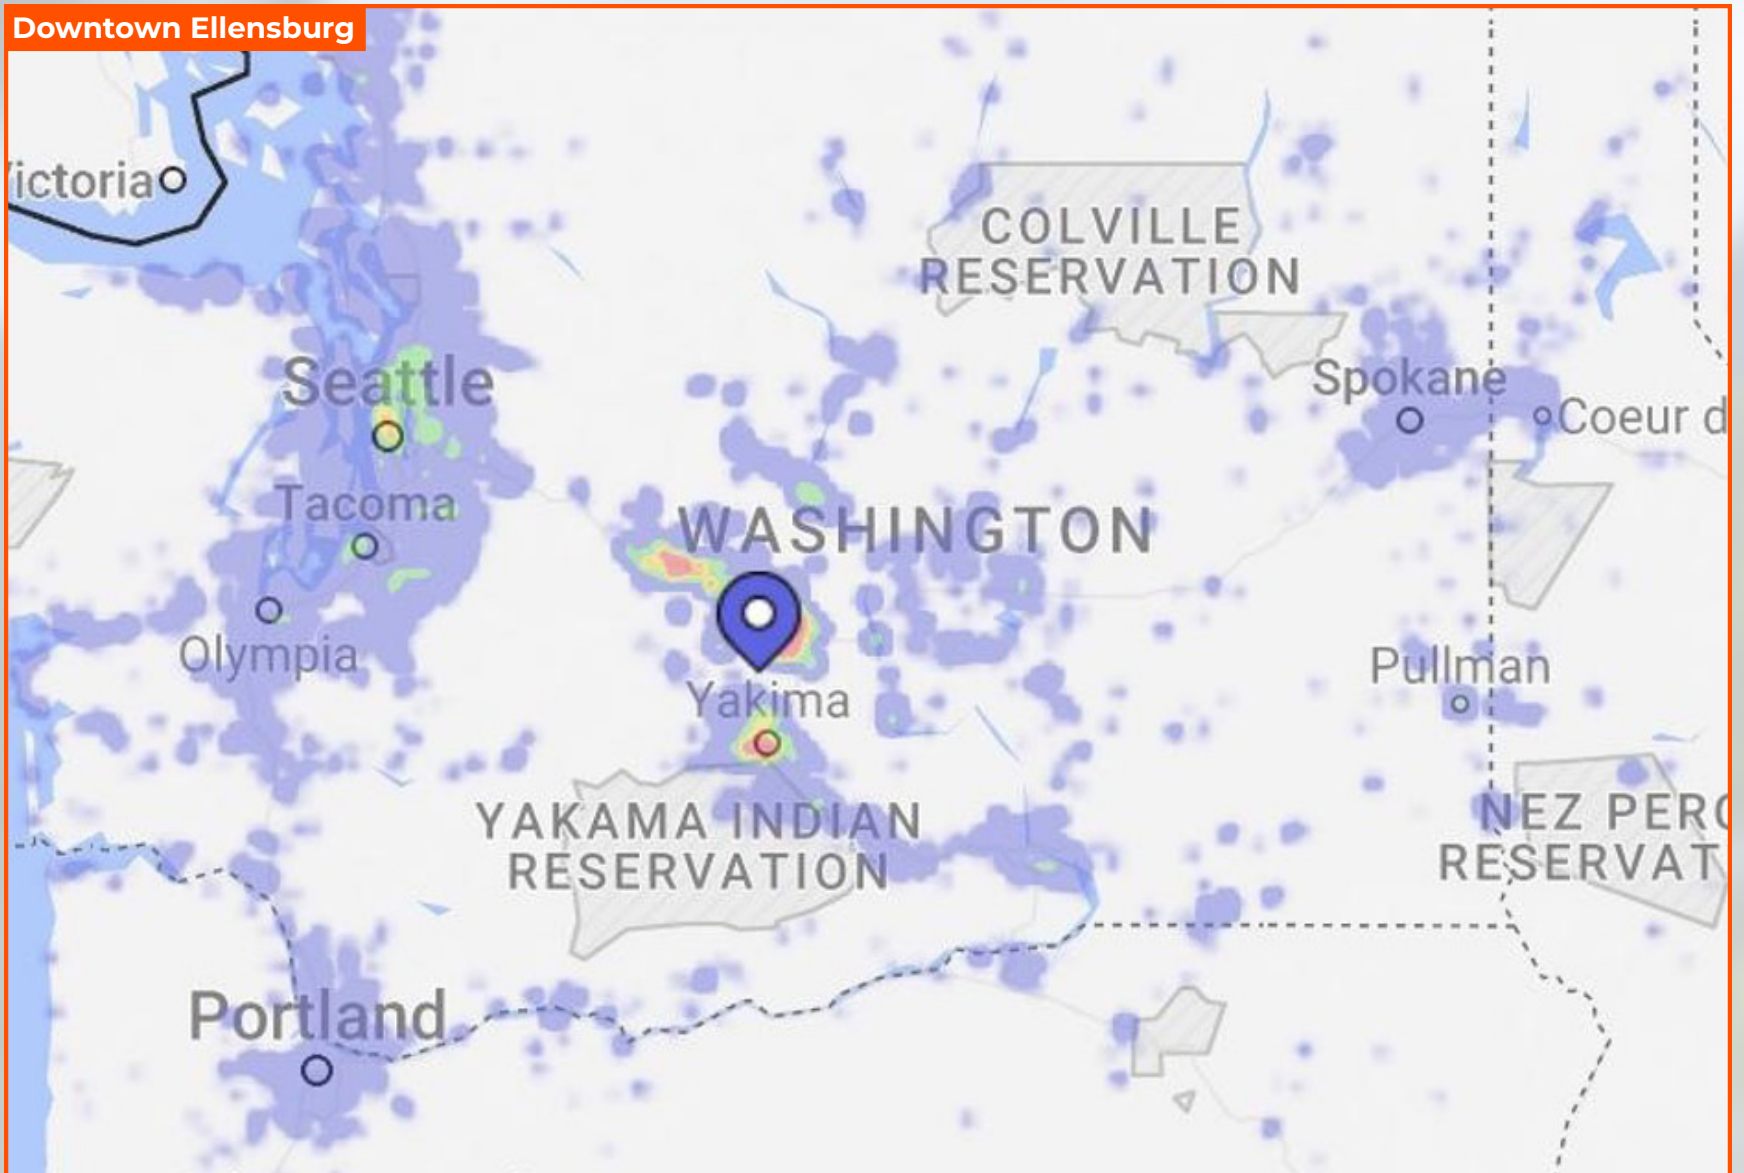 Downtown Ellensburg
ictoria
COLVILLE
RESERVATION
Seattle
Spokane
Coeur d
Tacoma
WASHINGTON
Olympia
Pullman
Yakima
YAKAMA INDIAN
RESERVATION
NEZ PERC
RESERVAT
Portland